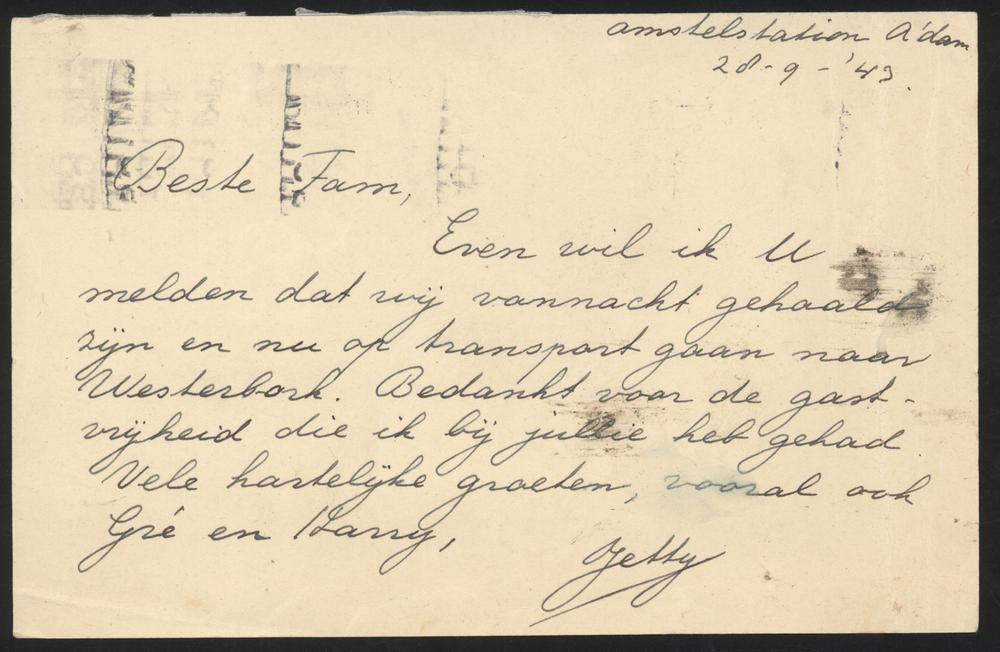 amstelstation A'dam
28-9-'43.
Beste Fam,
Even wil ik U
melden dat wij vannacht gehaald
zijn en nu op transport gaan naar
Westerbork. Bedankt voor de gast-
vrijheid die ik bij jullie heb gehad.
Vele hartelijke groeten, vooral ook
Gré en Harry,
Jetty